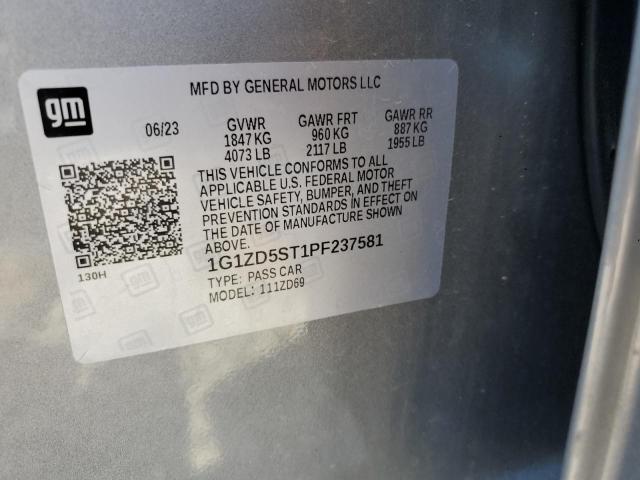 MFD BY GENERAL MOTORS LLC
gm
06/23 GVWR GAWR FRT GAWR RR
1847 KG 960 KG 887 KG
4073 LB 2117 LB 1955 LB
THIS VEHICLE CONFORMS TO ALL
APPLICABLE U.S. FEDERAL MOTOR
VEHICLE SAFETY, BUMPER, AND THEFT
PREVENTION STANDARDS IN EFFECT ON
THE DATE OF MANUFACTURE SHOWN
ABOVE.
130H
1G1ZD5ST1PF237581
TYPE: PASS CAR
MODEL: 111ZD69